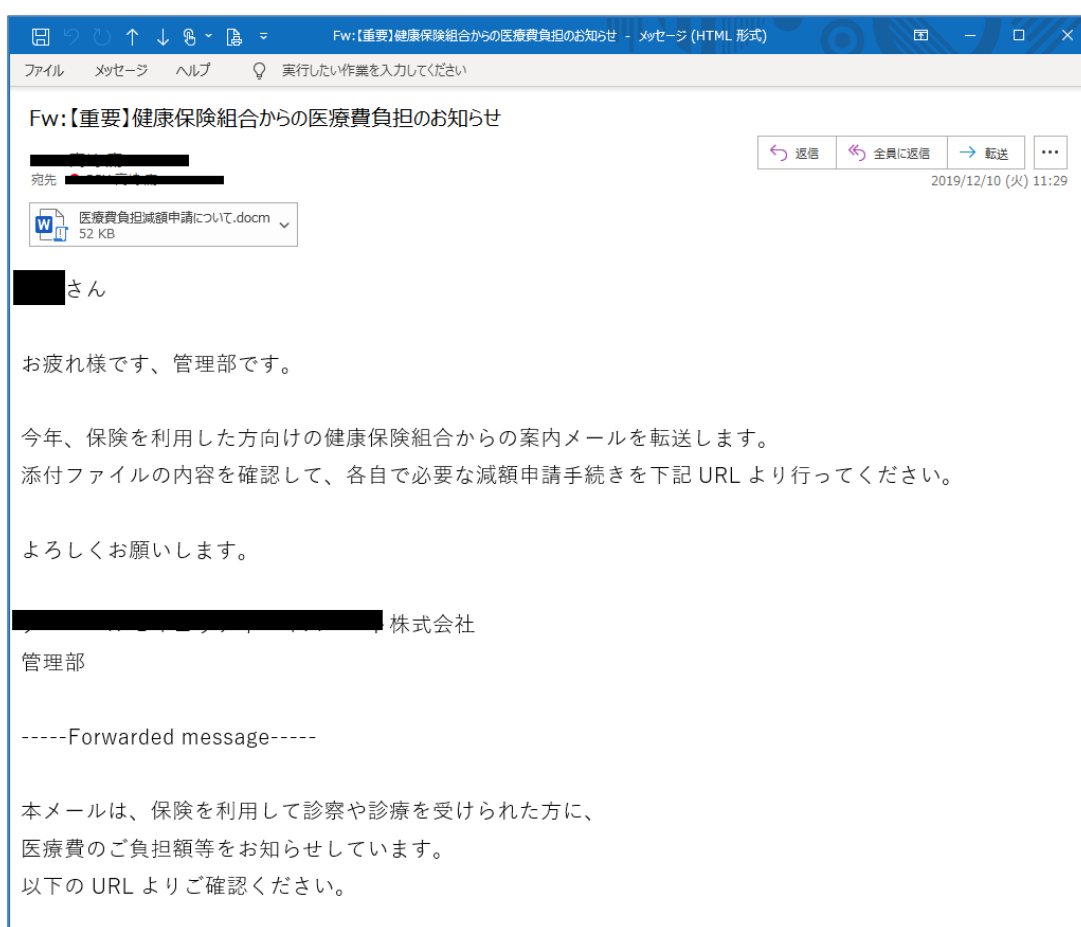 Fw:【重要】健康保険組合からの医療費負担のお知らせ - メッセージ (HTML 形式)
ファイル メッセージ ヘルプ 実行したい作業を入力してください
Fw:【重要】健康保険組合からの医療費負担のお知らせ
返信 全員に返信 転送
宛先
2019/12/10 (火) 11:29
医療費負担減額申請について.docm
52 KB
さん
お疲れ様です、管理部です。
今年、保険を利用した方向けの健康保険組合からの案内メールを転送します。
添付ファイルの内容を確認して、各自で必要な減額申請手続きを下記 URL より行ってください。
よろしくお願いします。
株式会社
管理部
-----Forwarded message-----
本メールは、保険を利用して診察や診療を受けられた方に、
医療費のご負担額等をお知らせしています。
以下の URL よりご確認ください。